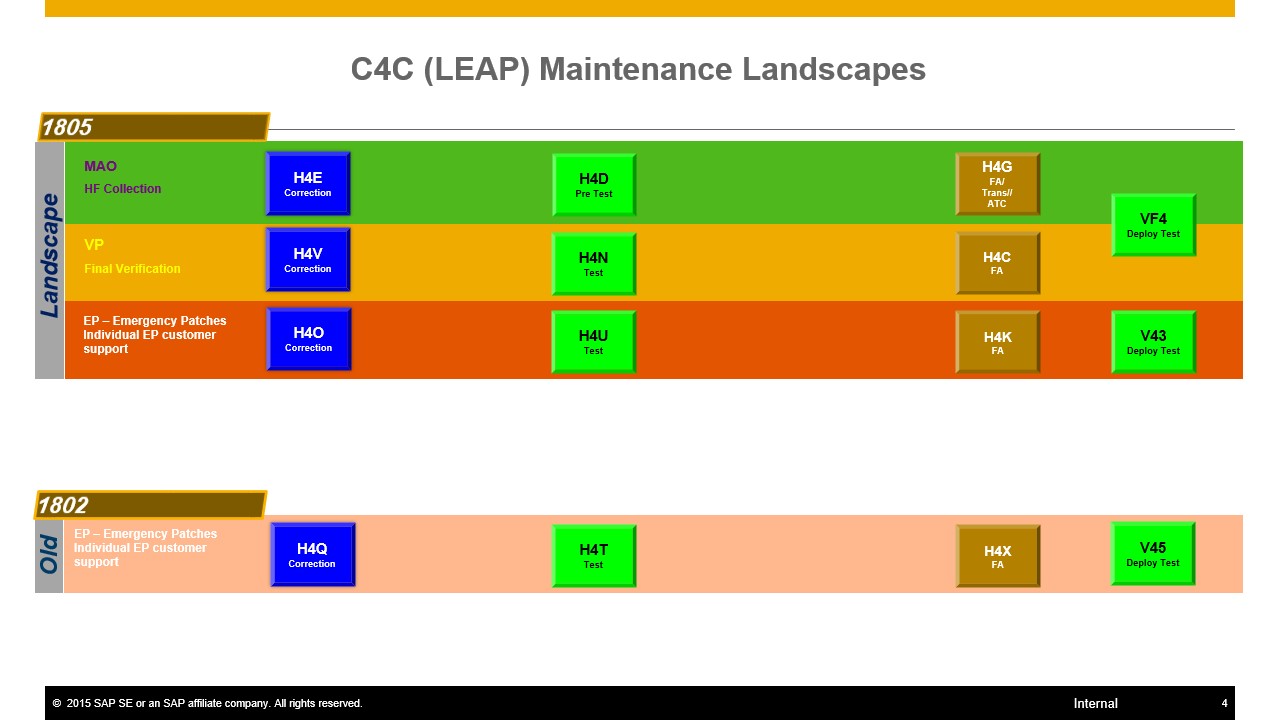 C4C (LEAP) Maintenance Landscapes
1805
Landscape
MAO
HF Collection
H4E
Correction
H4D
Pre Test
H4G
FA/
Trans//
ATC
VF4
Deploy Test
VP
Final Verification
H4V
Correction
H4N
Test
H4C
FA
EP – Emergency Patches
Individual EP customer
support
H4O
Correction
H4U
Test
H4K
FA
V43
Deploy Test
1802
Old
EP – Emergency Patches
Individual EP customer
support
H4Q
Correction
H4T
Test
H4X
FA
V45
Deploy Test
© 2015 SAP SE or an SAP affiliate company. All rights reserved.
Internal
4